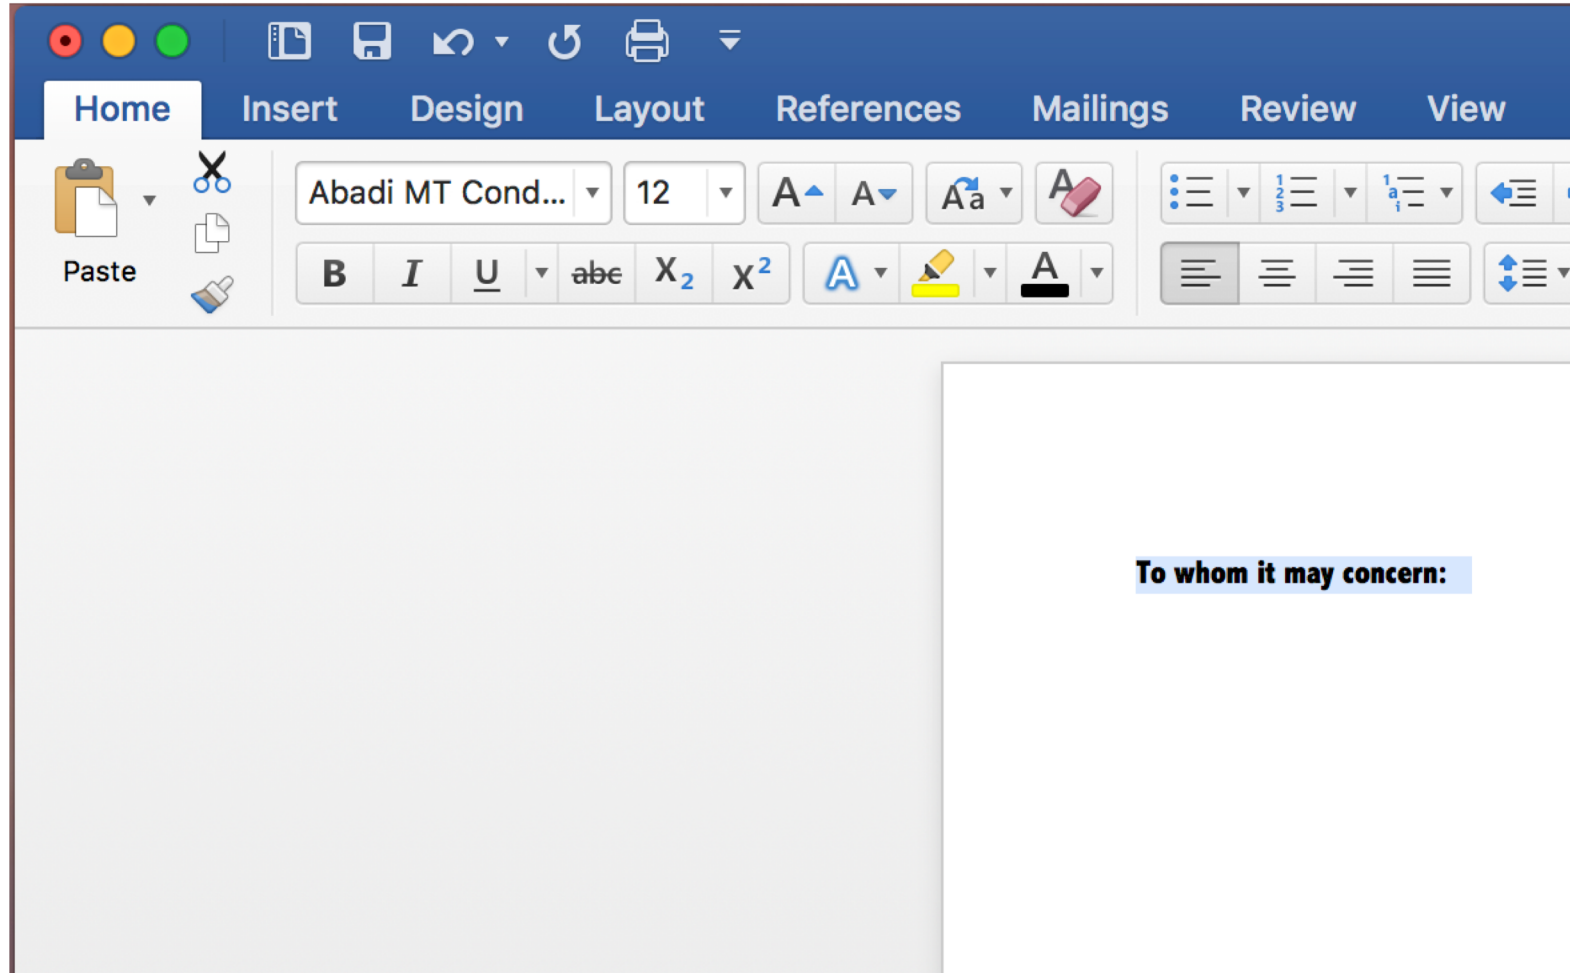 Home Insert Design Layout References Mailings Review View
Paste
Abadi MT Cond... 12 A A Aa A
B I U abc X₂ X² A A
To whom it may concern: